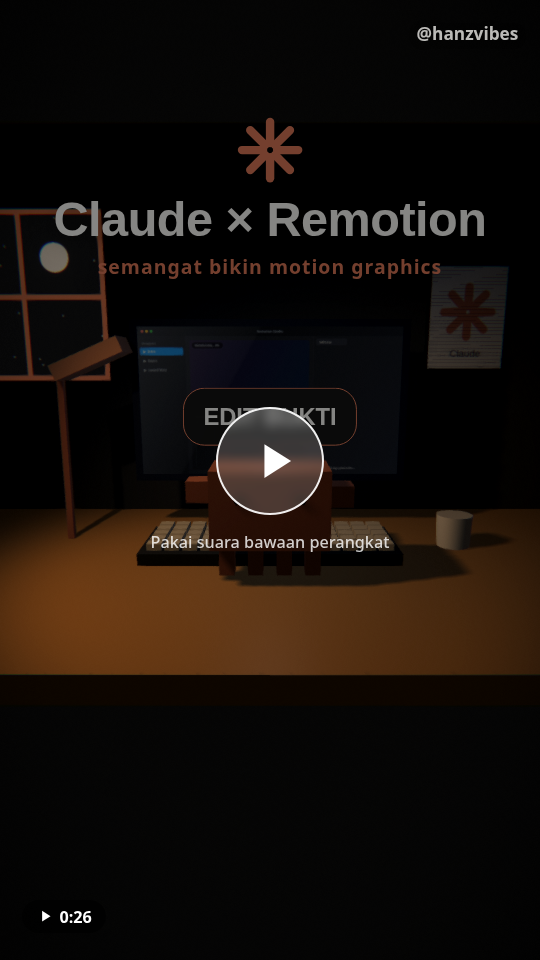 @hanzvibes
Claude × Remotion
semangat bikin motion graphics
Claude
Pakai suara bawaan perangkat
0:26